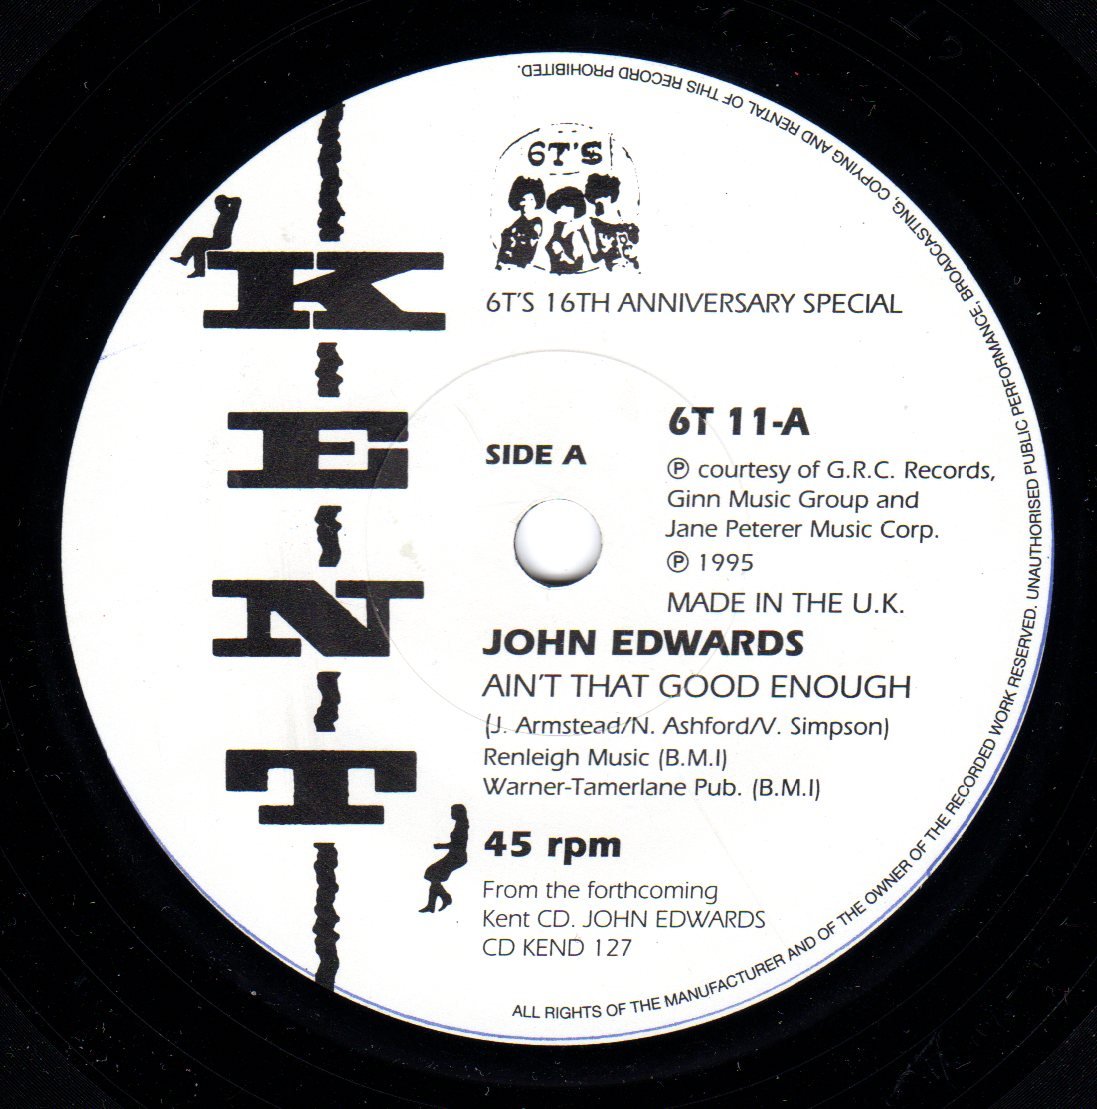 KENT
6T'S
6T'S 16TH ANNIVERSARY SPECIAL
SIDE A
6T 11-A
℗ courtesy of G.R.C. Records,
Ginn Music Group and
Jane Peterer Music Corp.
℗ 1995
MADE IN THE U.K.
JOHN EDWARDS
AIN'T THAT GOOD ENOUGH
(J. Armstead/N. Ashford/V. Simpson)
Renleigh Music (B.M.I)
Warner-Tamerlane Pub. (B.M.I)
45 rpm
From the forthcoming
Kent CD. JOHN EDWARDS
CD KEND 127
ALL RIGHTS OF THE MANUFACTURER AND OF THE OWNER OF THE RECORDED WORK RESERVED. UNAUTHORISED PUBLIC PERFORMANCE, BROADCASTING, COPYING AND RENTAL OF THIS RECORD PROHIBITED.